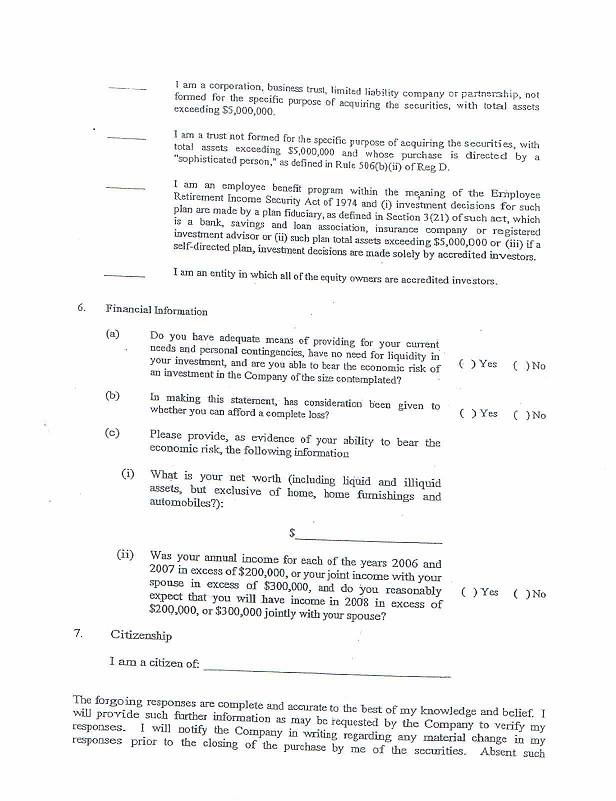 I am a corporation, business trust, limited liability company or partnership, not
formed for the specific purpose of acquiring the securities, with total assets
exceeding $5,000,000.
I am a trust not formed for the specific purpose of acquiring the securities, with
total assets exceeding $5,000,000 and whose purchase is directed by a
"sophisticated person," as defined in Rule 506(b)(ii) of Reg D.
I am an employee benefit program within the meaning of the Employee
Retirement Income Security Act of 1974 and (i) investment decisions for such
plan are made by a plan fiduciary, as defined in Section 3(21) of such act, which
is a bank, savings and loan association, insurance company or registered
investment advisor or (ii) such plan total assets exceeding $5,000,000 or (iii) if a
self-directed plan, investment decisions are made solely by accredited investors.
I am an entity in which all of the equity owners are accredited investors.
6. Financial Information
(a) Do you have adequate means of providing for your current
needs and personal contingencies, have no need for liquidity in
your investment, and are you able to bear the economic risk of ( ) Yes ( ) No
an investment in the Company of the size contemplated?
(b) In making this statement, has consideration been given to
whether you can afford a complete loss? ( ) Yes ( ) No
(c) Please provide, as evidence of your ability to bear the
economic risk, the following information
(i) What is your net worth (including liquid and illiquid
assets, but exclusive of home, home furnishings and
automobiles?):
$
(ii) Was your annual income for each of the years 2006 and
2007 in excess of $200,000, or your joint income with your
spouse in excess of $300,000, and do you reasonably ( ) Yes ( ) No
expect that you will have income in 2008 in excess of
$200,000, or $300,000 jointly with your spouse?
7. Citizenship
I am a citizen of:
The forgoing responses are complete and accurate to the best of my knowledge and belief. I
will provide such further information as may be requested by the Company to verify my
responses. I will notify the Company in writing regarding any material change in my
responses prior to the closing of the purchase by me of the securities. Absent such